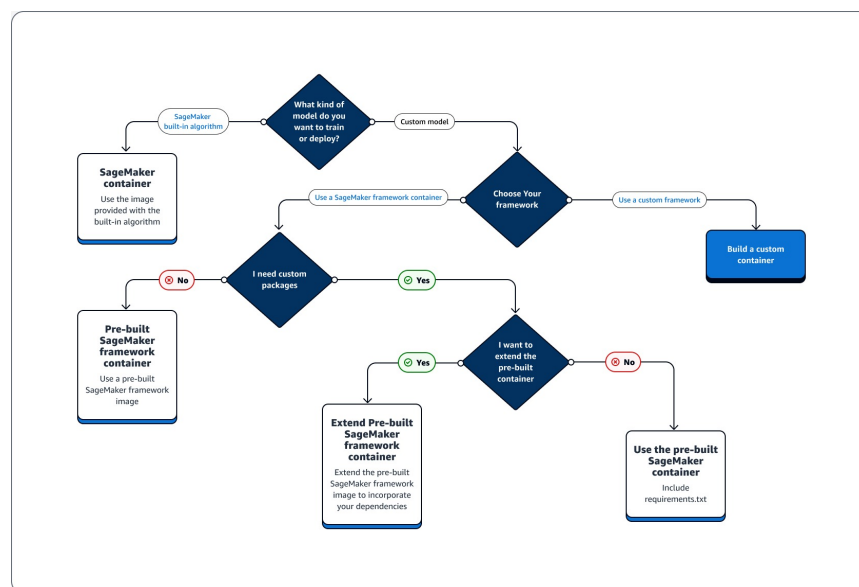 What kind of
model do you
want to train
or deploy?
SageMaker
built-in algorithm
Custom model
SageMaker
container
Use the image
provided with the
built-in algorithm
Choose Your
framework
Use a SageMaker framework container
Use a custom framework
Build a custom
container
I need custom
packages
No
Yes
Pre-built
SageMaker
framework
container
Use a pre-built
SageMaker framework
image
I want to
extend the
pre-built
container
Yes
No
Extend Pre-built
SageMaker
framework
container
Extend the pre-built
SageMaker framework
image to incorporate
your dependencies
Use the pre-built
SageMaker
container
Include
requirements.txt